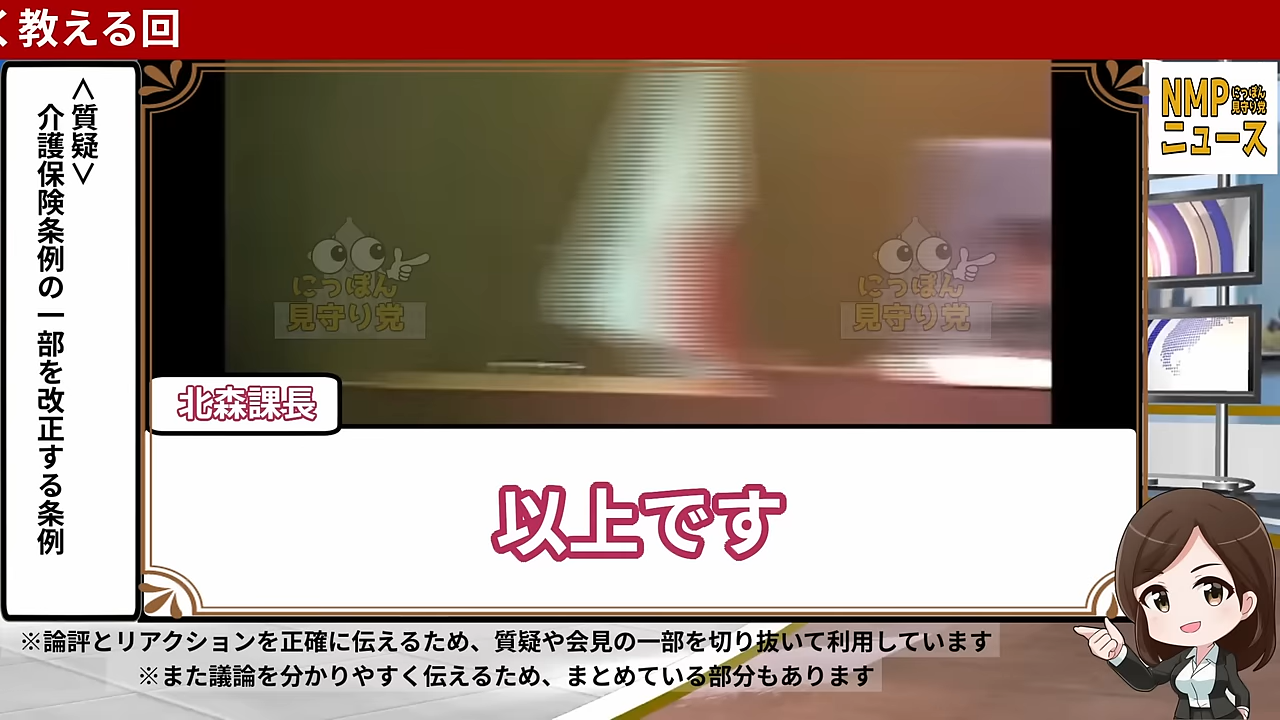 く教える回
<質疑>
介護保険条例の一部を改正する条例
NMP にっぽん見守り党
ニュース
にっぽん
見守り党
にっぽん
見守り党
北森課長
以上です
※論評とリアクションを正確に伝えるため、質疑や会見の一部を切り抜いて利用しています
※また議論を分かりやすく伝えるため、まとめている部分もあります